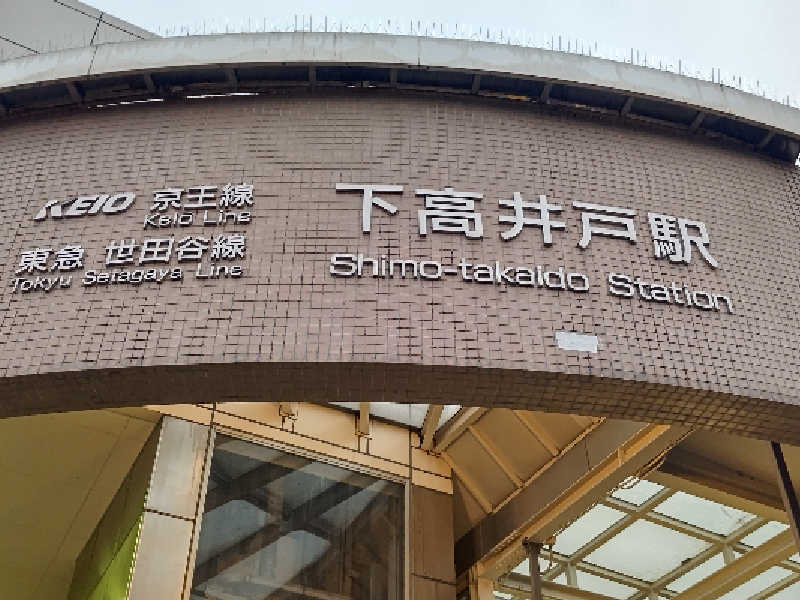 KEIO 京王線
Keio Line
東急 世田谷線
Tokyu Setagaya Line
下高井戸駅
Shimo-takaido Station